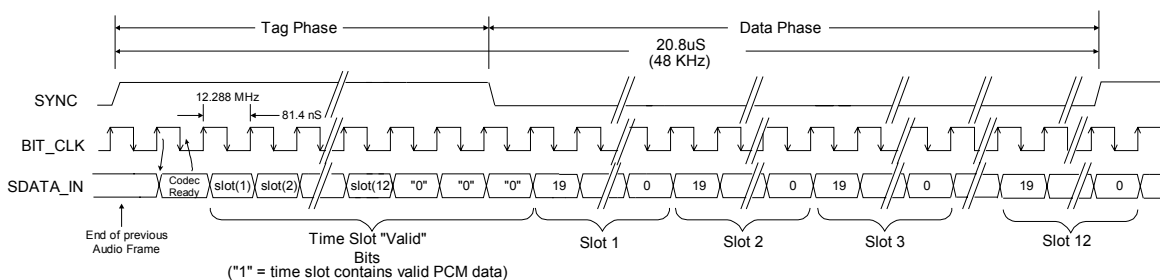 Tag Phase
Data Phase
20.8uS
(48 KHz)
SYNC
12.288 MHz
81.4 nS
BIT_CLK
SDATA_IN
Codec
Ready
slot(1) slot(2) slot(12) "0" "0" "0" 19 0 19 0 19 0 19 0
End of previous
Audio Frame
Time Slot "Valid"
Bits
("1" = time slot contains valid PCM data)
Slot 1
Slot 2
Slot 3
Slot 12